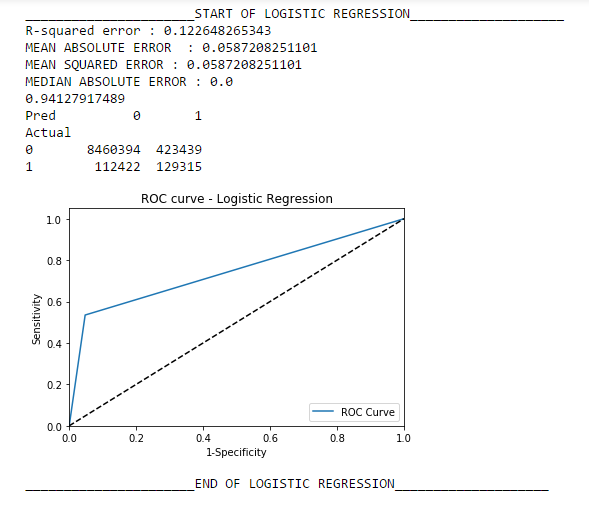 ______________________START OF LOGISTIC REGRESSION____________________
R-squared error : 0.122648265343
MEAN ABSOLUTE ERROR  : 0.0587208251101
MEAN SQUARED ERROR : 0.0587208251101
MEDIAN ABSOLUTE ERROR : 0.0
0.94127917489
Pred 0 1
Actual
0 8460394 423439
1 112422 129315
ROC curve - Logistic Regression
1.0
0.8
0.6
0.4
0.2
0.0
Sensitivity
ROC Curve
0.0 0.2 0.4 0.6 0.8 1.0
1-Specificity
______________________END OF LOGISTIC REGRESSION____________________